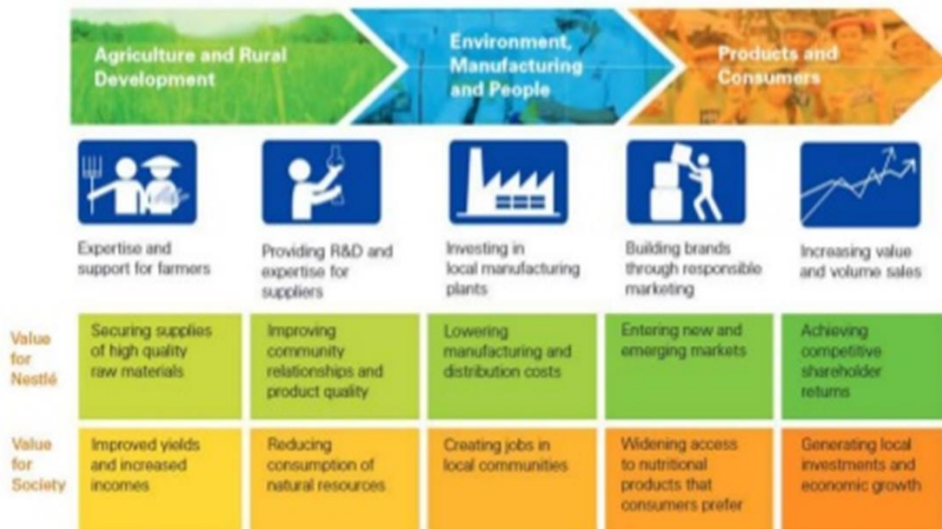 Agriculture and Rural
Development
Environment,
Manufacturing
and People
Products and
Consumers
Expertise and
support for farmers
Providing R&D and
expertise for
suppliers
Investing in
local manufacturing
plants
Building brands
through responsible
marketing
Increasing value
and volume sales
Value
for
Nestlé
Securing supplies
of high quality
raw materials
Improving
community
relationships and
product quality
Lowering
manufacturing and
distribution costs
Entering new and
emerging markets
Achieving
competitive
shareholder
returns
Value
for
Society
Improved yields
and increased
incomes
Reducing
consumption of
natural resources
Creating jobs in
local communities
Widening access
to nutritional
products that
consumers prefer
Generating local
investments and
economic growth